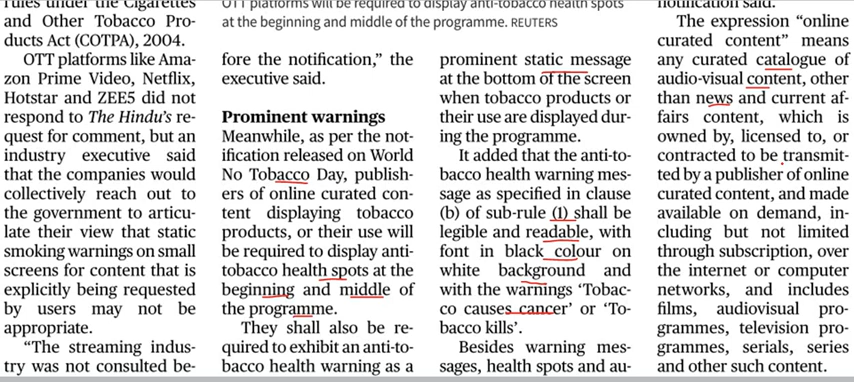 rules under the Cigarettes
and Other Tobacco Pro-
ducts Act (COTPA), 2004.
OTT platforms like Ama-
zon Prime Video, Netflix,
Hotstar and ZEE5 did not
respond to The Hindu's re-
quest for comment, but an
industry executive said
that the companies would
collectively reach out to
the government to articu-
late their view that static
smoking warnings on small
screens for content that is
explicitly being requested
by users may not be
appropriate.
"The streaming indus-
try was not consulted be-
OTT platforms will be required to display anti-tobacco health spots
at the beginning and middle of the programme. REUTERS
fore the notification," the
executive said.
Prominent warnings
Meanwhile, as per the not-
ification released on World
No Tobacco Day, publish-
ers of online curated con-
tent displaying tobacco
products, or their use will
be required to display anti-
tobacco health spots at the
beginning and middle of
the programme.
They shall also be re-
quired to exhibit an anti-to-
bacco health warning as a
prominent static message
at the bottom of the screen
when tobacco products or
their use are displayed dur-
ing the programme.
It added that the anti-to-
bacco health warning mes-
sage as specified in clause
(b) of sub-rule (1) shall be
legible and readable, with
font in black colour on
white background and
with the warnings 'Tobac-
co causes cancer' or 'To-
bacco kills'.
Besides warning mes-
sages, health spots and au-
notification said.
The expression "online
curated content" means
any curated catalogue of
audio-visual content, other
than news and current af-
fairs content, which is
owned by, licensed to, or
contracted to be transmit-
ted by a publisher of online
curated content, and made
available on demand, in-
cluding but not limited
through subscription, over
the internet or computer
networks, and includes
films, audiovisual pro-
grammes, television pro-
grammes, serials, series
and other such content.